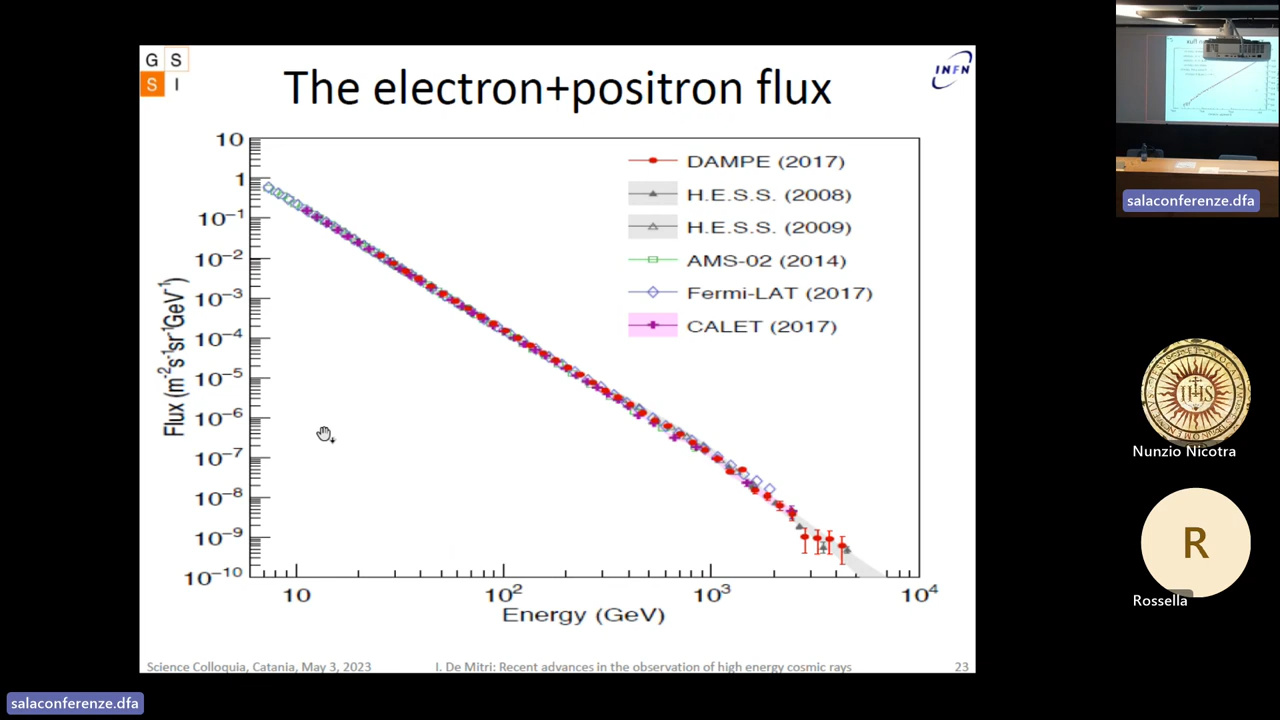 G S
S I
The electron+positron flux
INFN
DAMPE (2017)
H.E.S.S. (2008)
H.E.S.S. (2009)
AMS-02 (2014)
Fermi-LAT (2017)
CALET (2017)
Flux (m⁻²s⁻¹sr⁻¹GeV⁻¹)
10
1
10⁻¹
10⁻²
10⁻³
10⁻⁴
10⁻⁵
10⁻⁶
10⁻⁷
10⁻⁸
10⁻⁹
10⁻¹⁰
10 10² 10³ 10⁴
Energy (GeV)
Science Colloquia, Catania, May 3, 2023 I. De Mitri: Recent advances in the observation of high energy cosmic rays 23
salaconferenze.dfa
salaconferenze.dfa
IHS
Nunzio Nicotra
R
Rossella